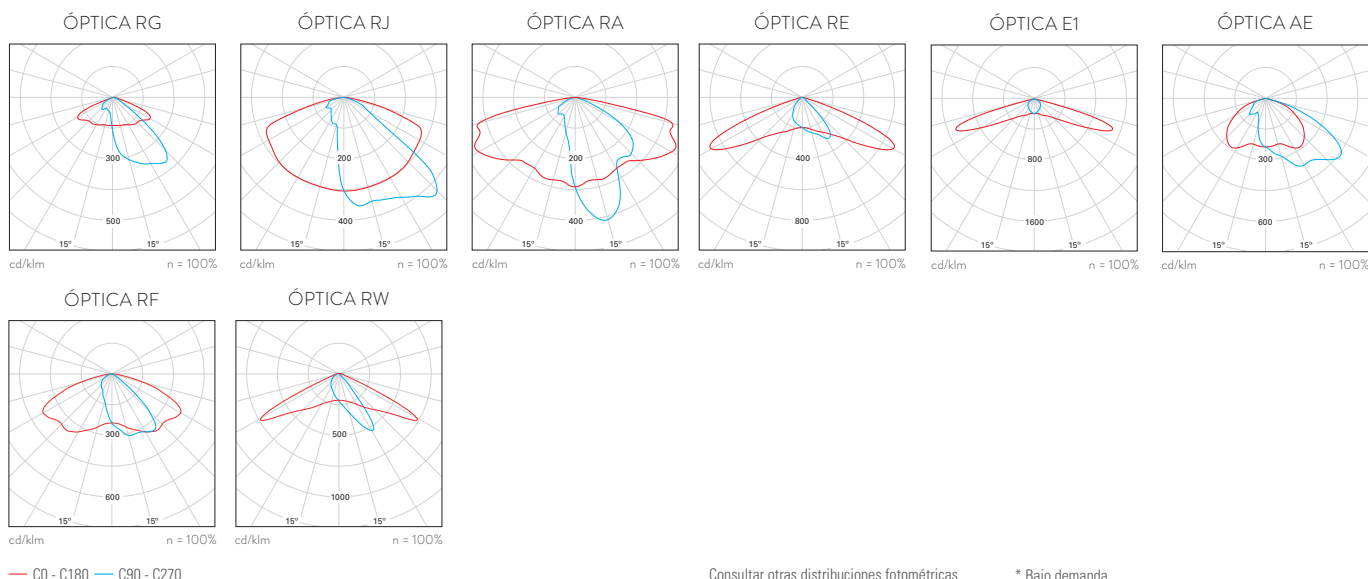 ÓPTICA RG
ÓPTICA RJ
ÓPTICA RA
ÓPTICA RE
ÓPTICA E1
ÓPTICA AE
300
500
15° 15°
200
400
15° 15°
200
400
15° 15°
400
800
15° 15°
800
1600
15° 15°
300
600
15° 15°
cd/klm n = 100%
cd/klm n = 100%
cd/klm n = 100%
cd/klm n = 100%
cd/klm n = 100%
cd/klm n = 100%
ÓPTICA RF
ÓPTICA RW
300
600
15° 15°
500
1000
15° 15°
cd/klm n = 100%
cd/klm n = 100%
C0 - C180 C90 - C270
Consultar otras distribuciones fotométricas
* Bajo demanda